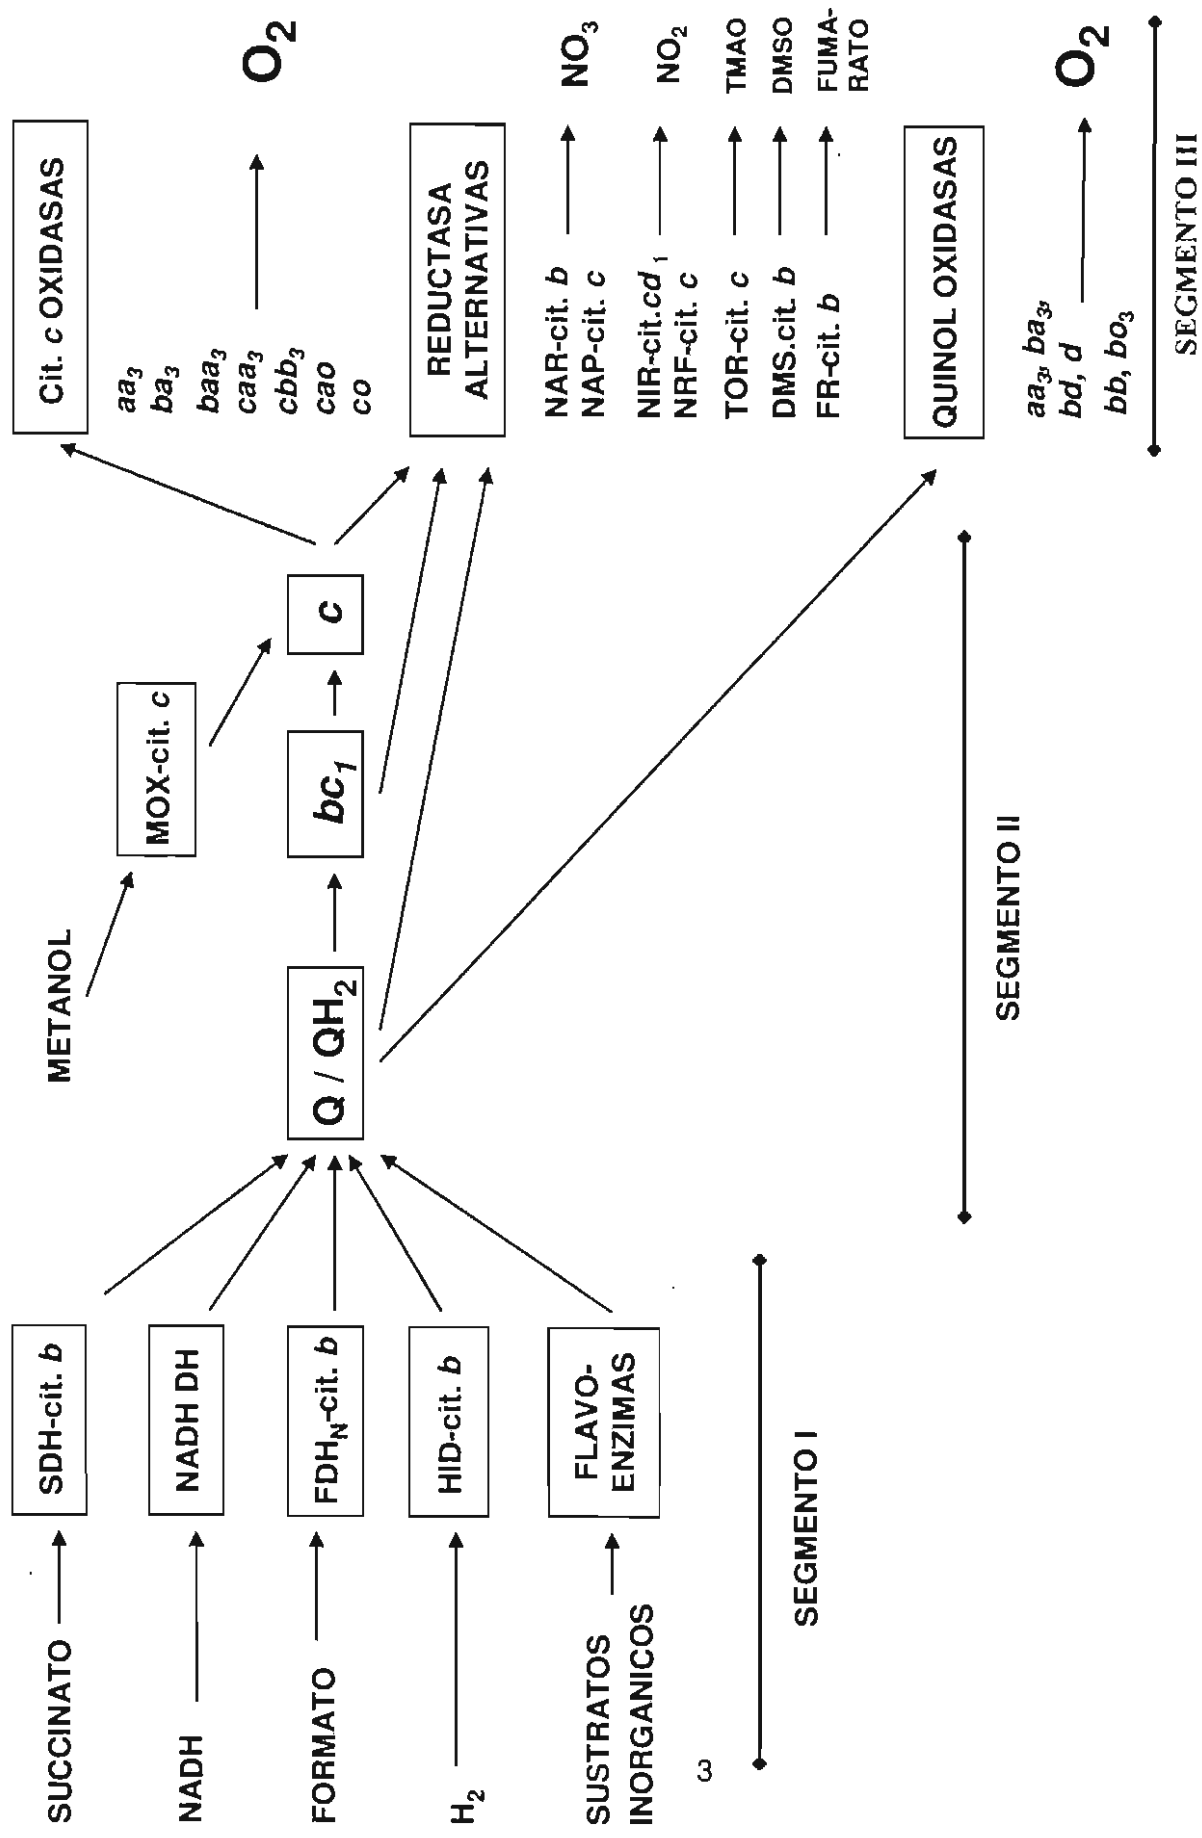 SUCCINATO
SDH-cit. b
NADH
NADH DH
FORMATO
FDHN-cit. b
H2
HID-cit. b
SUSTRATOS
INORGANICOS
FLAVO-
ENZIMAS
SEGMENTO I
METANOL
MOX-cit. c
Q / QH2
bc1
c
SEGMENTO II
Cit. c OXIDASAS
aa3
ba3
baa3
caa3
cbb3
cao
co
O2
REDUCTASA
ALTERNATIVAS
NAR-cit. b
NAP-cit. c
NO3
NIR-cit.cd1
NRF-cit. c
NO2
TOR-cit. c
TMAO
DMS.cit. b
DMSO
FR-cit. b
FUMA-
RATO
QUINOL OXIDASAS
aa3, ba3,
bd, d
bb, bo3
O2
SEGMENTO III
3